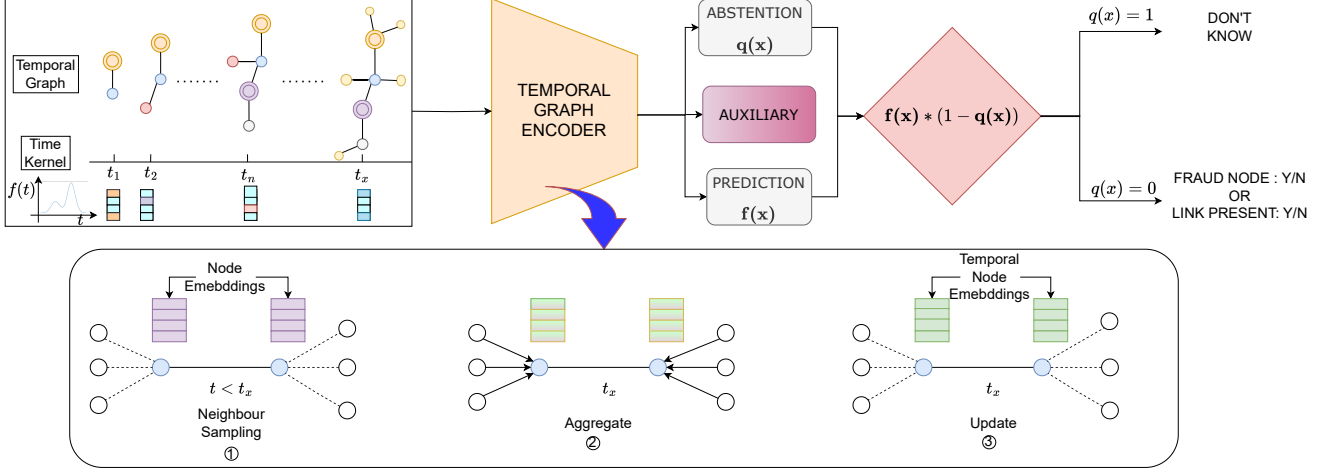 Temporal
Graph
Time
Kernel
f(t)
t
t₁
t₂
tₙ
tₓ
TEMPORAL
GRAPH
ENCODER
ABSTENTION
q(x)
AUXILIARY
PREDICTION
f(x)
f(x) * (1 − q(x))
q(x) = 1
DON'T
KNOW
q(x) = 0
FRAUD NODE : Y/N
OR
LINK PRESENT: Y/N
Node
Emebddings
t < tₓ
Neighbour
Sampling
①
tₓ
Aggregate
②
Temporal
Node
Emebddings
tₓ
Update
③